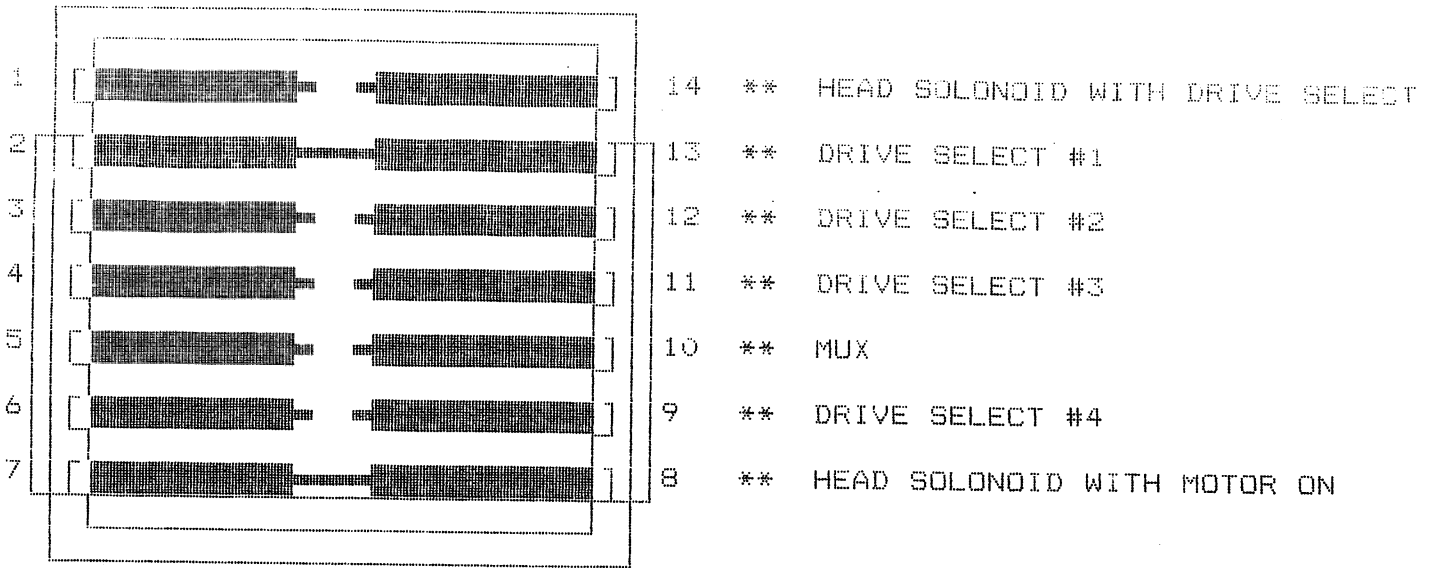 1 14 ** HEAD SOLONOID WITH DRIVE SELECT
2 13 ** DRIVE SELECT #1
3 12 ** DRIVE SELECT #2
4 11 ** DRIVE SELECT #3
5 10 ** MUX
6 9 ** DRIVE SELECT #4
7 8 ** HEAD SOLONOID WITH MOTOR ON